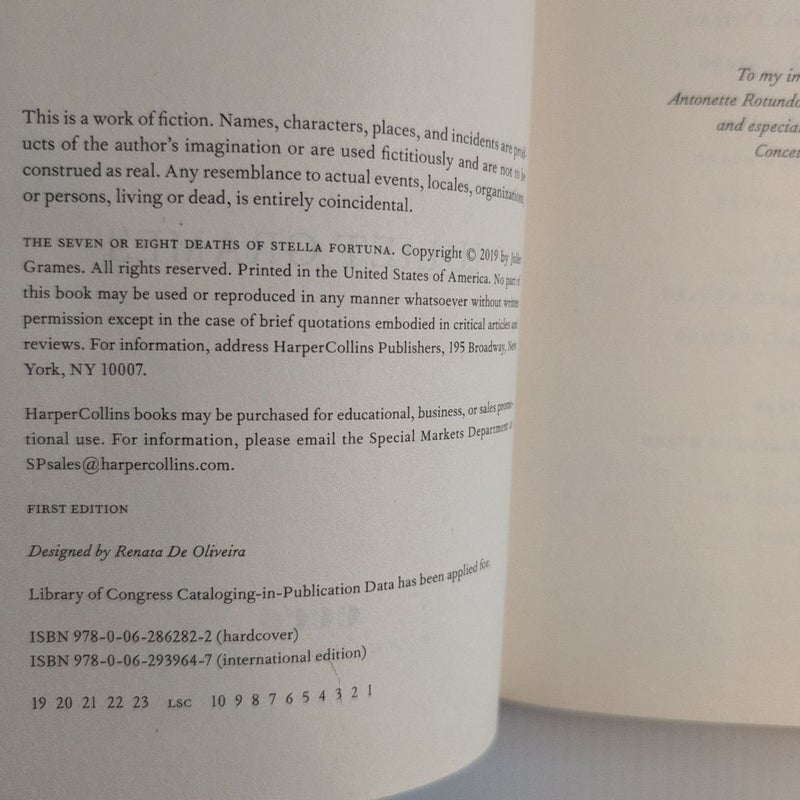 This is a work of fiction. Names, characters, places, and incidents are prod-
ucts of the author's imagination or are used fictitiously and are not to be
construed as real. Any resemblance to actual events, locales, organizations,
or persons, living or dead, is entirely coincidental.
THE SEVEN OR EIGHT DEATHS OF STELLA FORTUNA. Copyright © 2019 by Juliet
Grames. All rights reserved. Printed in the United States of America. No part of
this book may be used or reproduced in any manner whatsoever without written
permission except in the case of brief quotations embodied in critical articles and
reviews. For information, address HarperCollins Publishers, 195 Broadway, New
York, NY 10007.
HarperCollins books may be purchased for educational, business, or sales promo-
tional use. For information, please email the Special Markets Department at
SPsales@harpercollins.com.
FIRST EDITION
Designed by Renata De Oliveira
Library of Congress Cataloging-in-Publication Data has been applied for.
ISBN 978-0-06-286282-2 (hardcover)
ISBN 978-0-06-293964-7 (international edition)
19 20 21 22 23 LSC 10 9 8 7 6 5 4 3 2 1
To my
Antonette
and